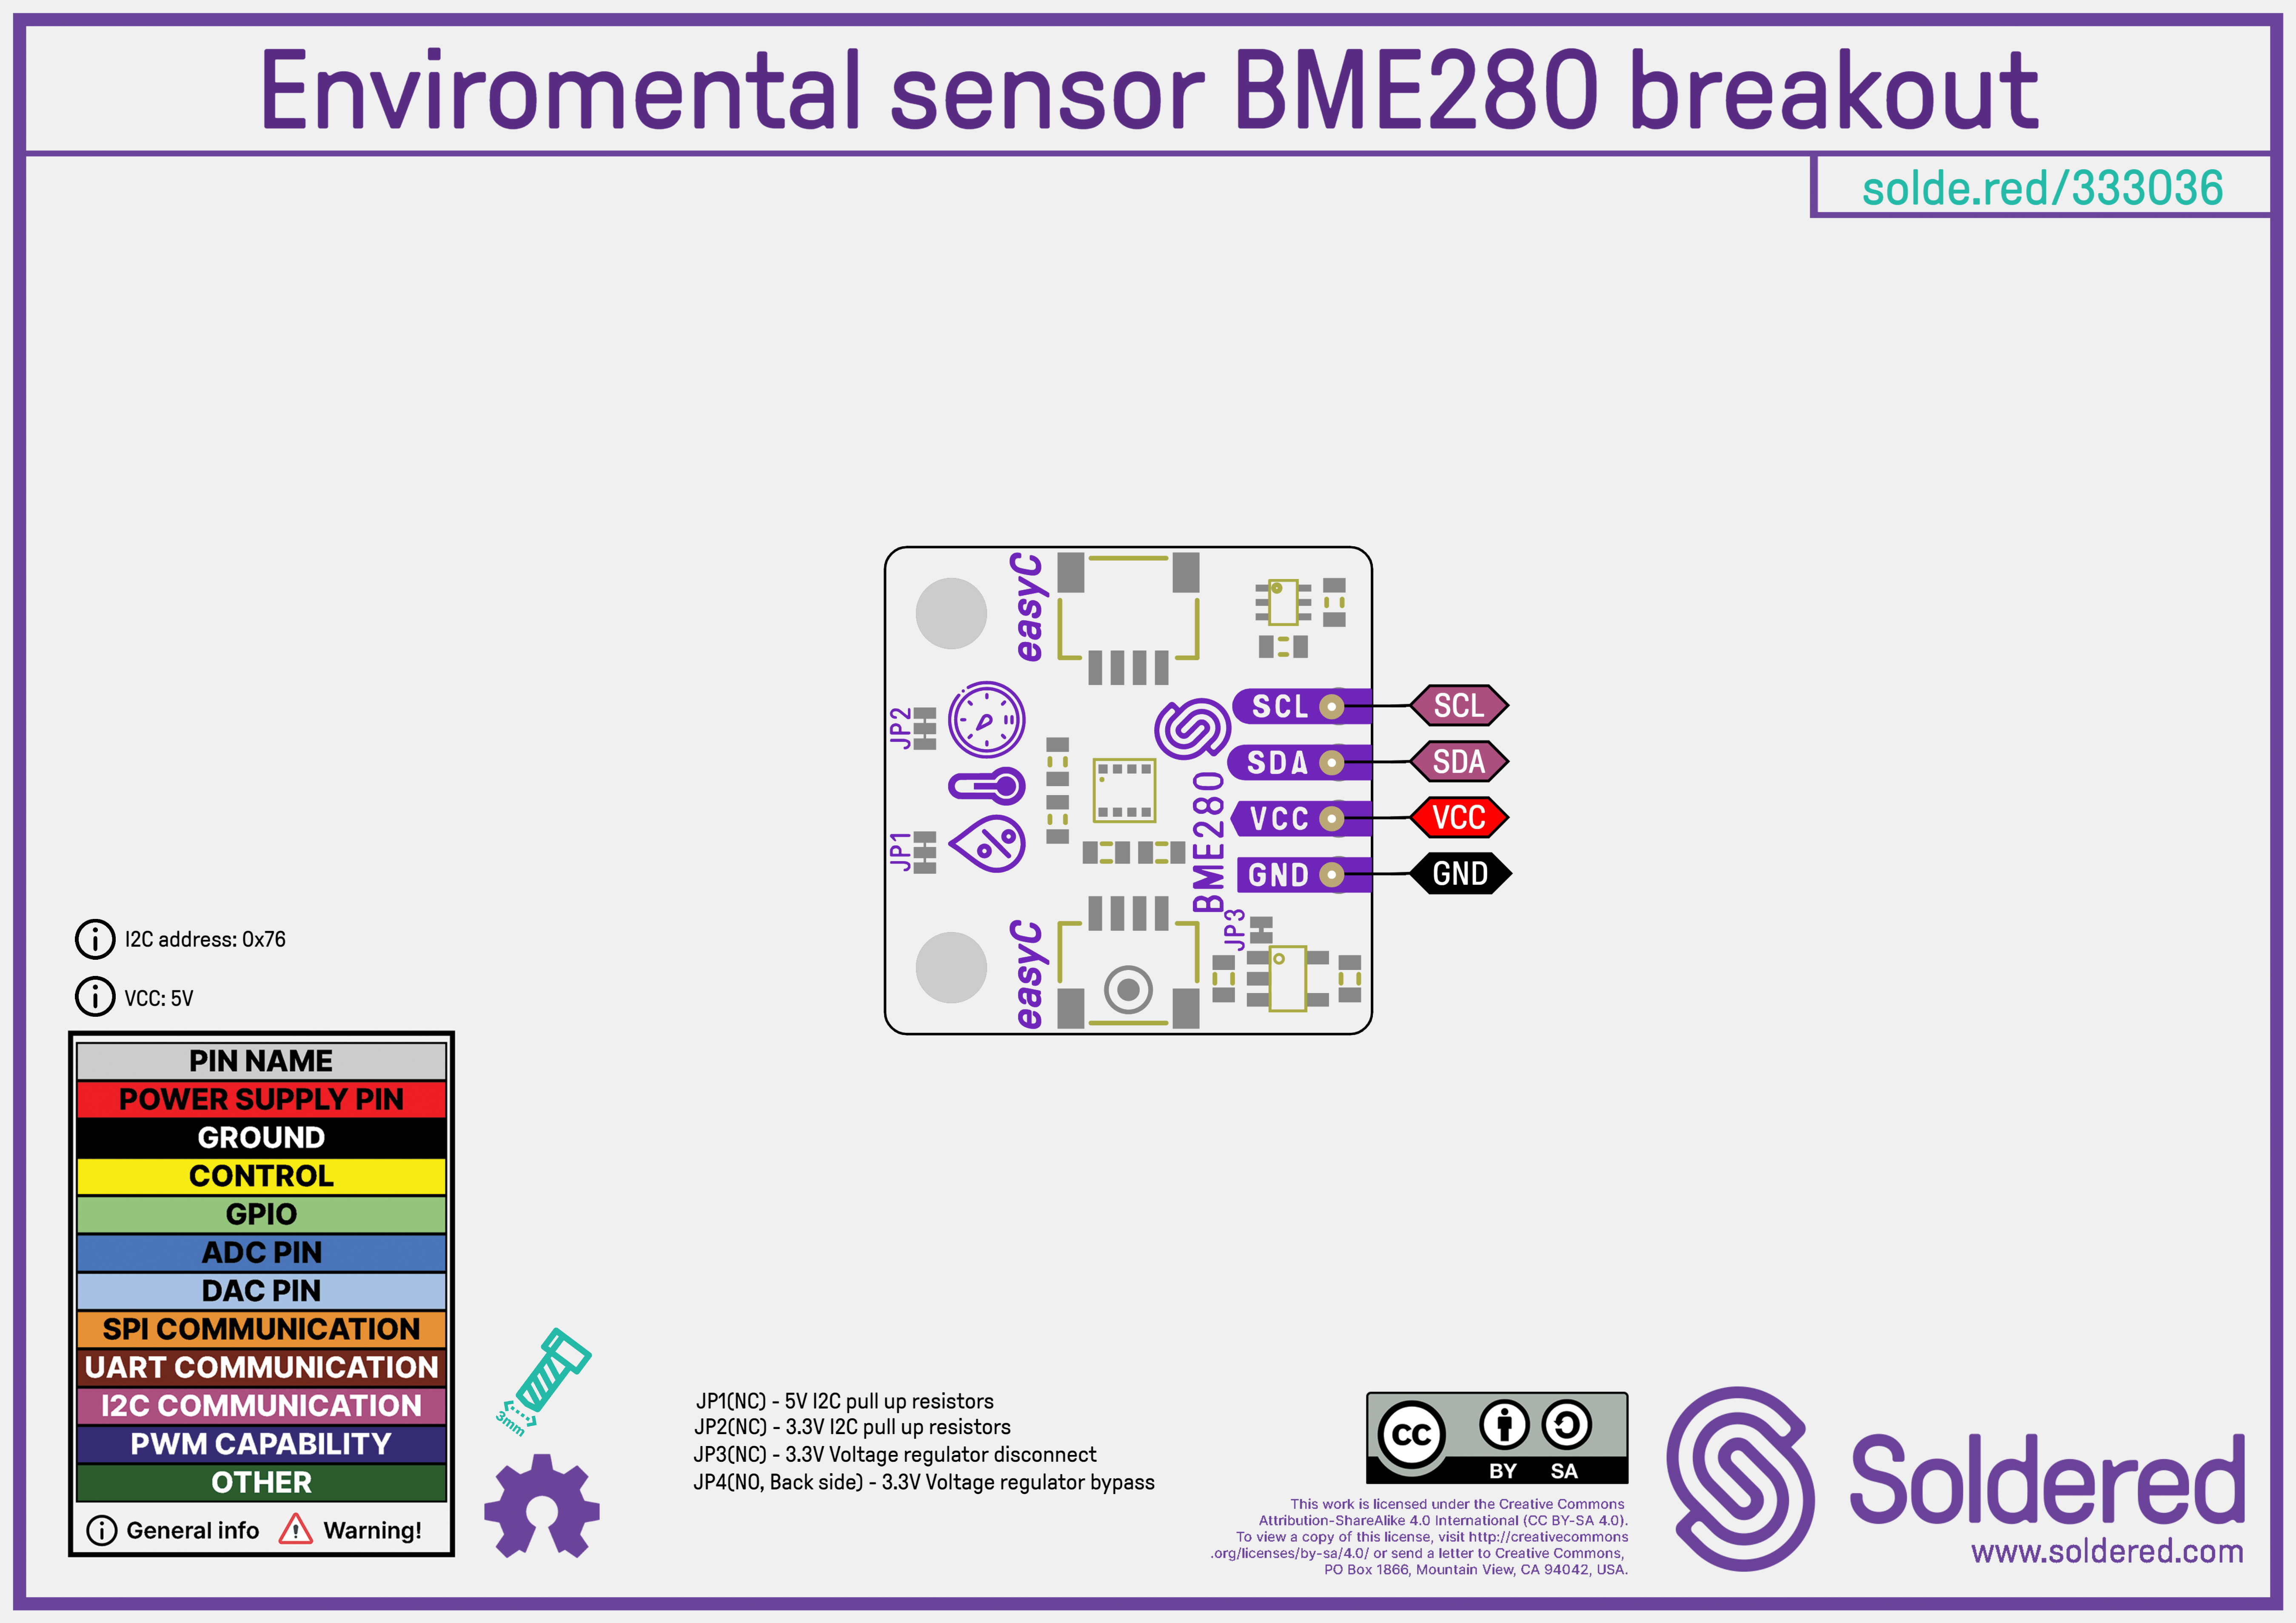 Enviromental sensor BME280 breakout
solde.red/333036
easyC
JP2
JP1
SCL
SDA
VCC
GND
BME280
JP3
easyC
SCL
SDA
VCC
GND
I2C address: 0x76
VCC: 5V
PIN NAME
POWER SUPPLY PIN
GROUND
CONTROL
GPIO
ADC PIN
DAC PIN
SPI COMMUNICATION
UART COMMUNICATION
I2C COMMUNICATION
PWM CAPABILITY
OTHER
General info
Warning!
3mm
JP1(NC) - 5V I2C pull up resistors
JP2(NC) - 3.3V I2C pull up resistors
JP3(NC) - 3.3V Voltage regulator disconnect
JP4(NO, Back side) - 3.3V Voltage regulator bypass
CC
BY SA
This work is licensed under the Creative Commons
Attribution-ShareAlike 4.0 International (CC BY-SA 4.0).
To view a copy of this license, visit http://creativecommons
.org/licenses/by-sa/4.0/ or send a letter to Creative Commons,
PO Box 1866, Mountain View, CA 94042, USA.
Soldered
www.soldered.com